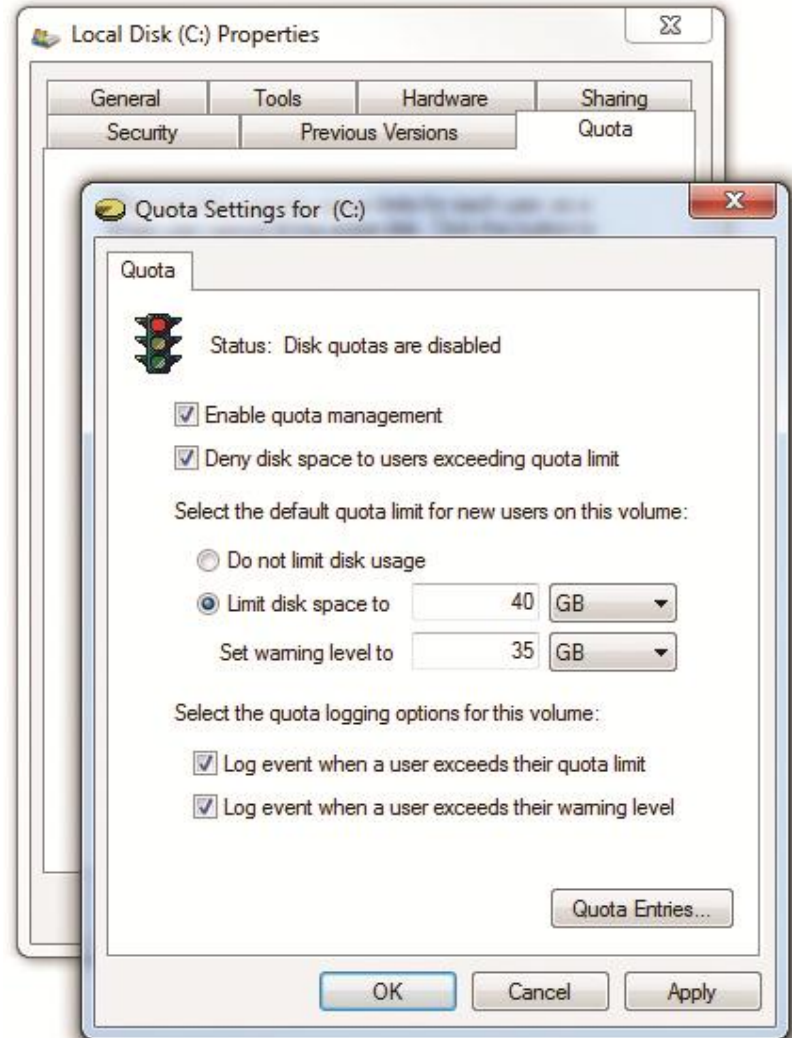 Local Disk (C:) Properties
General Tools Hardware Sharing
Security Previous Versions Quota
Quota Settings for (C:)
Quota
Status: Disk quotas are disabled
Enable quota management
Deny disk space to users exceeding quota limit
Select the default quota limit for new users on this volume:
Do not limit disk usage
Limit disk space to 40 GB
Set warning level to 35 GB
Select the quota logging options for this volume:
Log event when a user exceeds their quota limit
Log event when a user exceeds their warning level
Quota Entries...
OK Cancel Apply